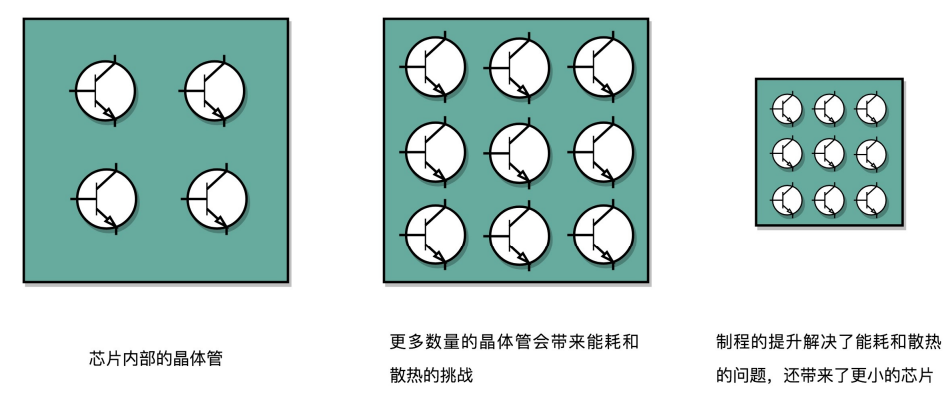 芯片内部的晶体管
更多数量的晶体管会带来能耗和
散热的挑战
制程的提升解决了能耗和散热
的问题，还带来了更小的芯片